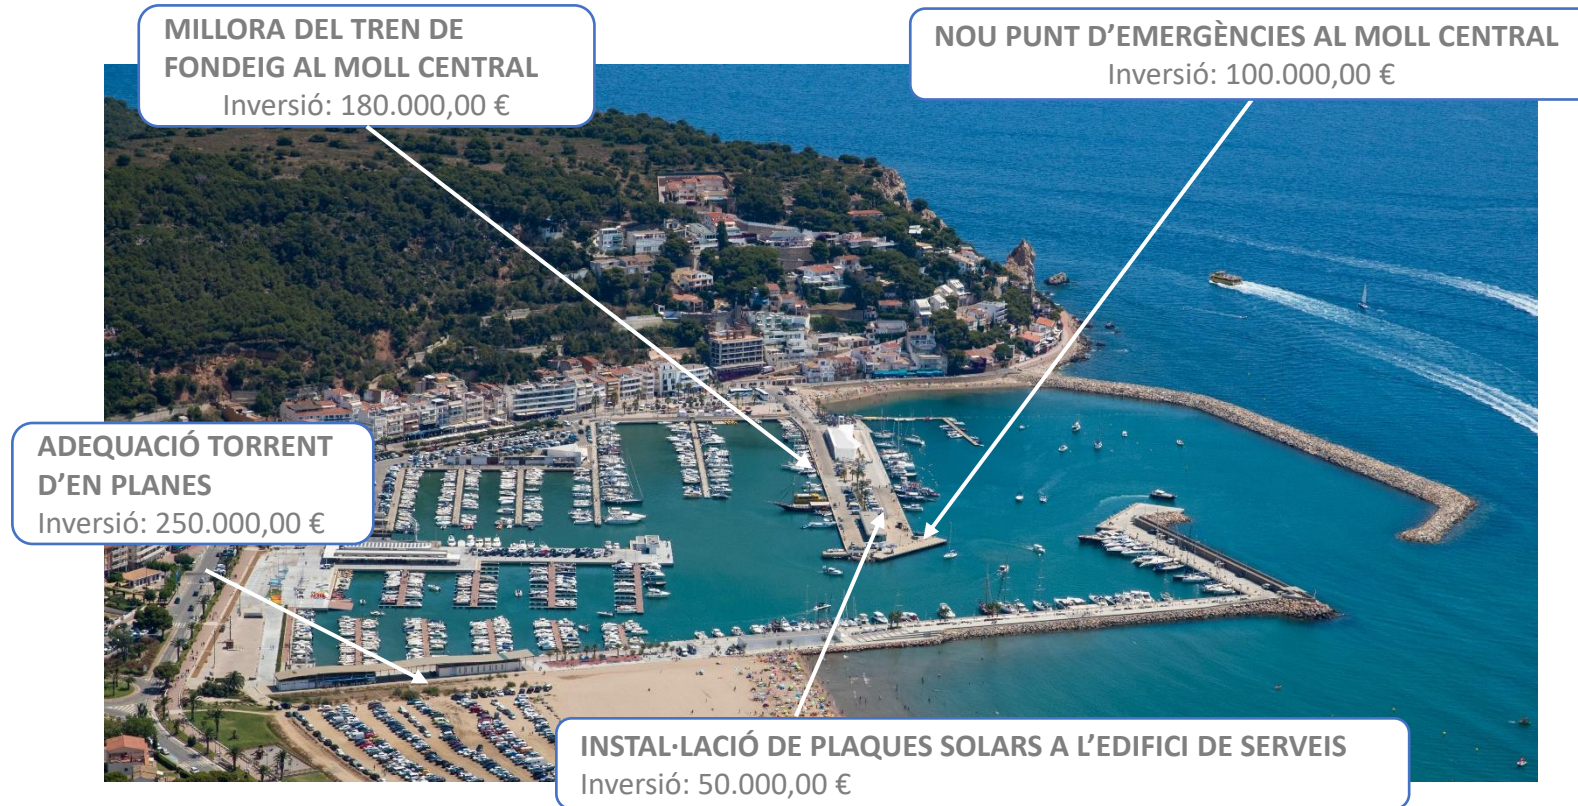 MILLORA DEL TREN DE
FONDEIG AL MOLL CENTRAL
Inversió: 180.000,00 €
NOU PUNT D’EMERGÈNCIES AL MOLL CENTRAL
Inversió: 100.000,00 €
ADEQUACIÓ TORRENT
D’EN PLANES
Inversió: 250.000,00 €
INSTAL·LACIÓ DE PLAQUES SOLARS A L’EDIFICI DE SERVEIS
Inversió: 50.000,00 €